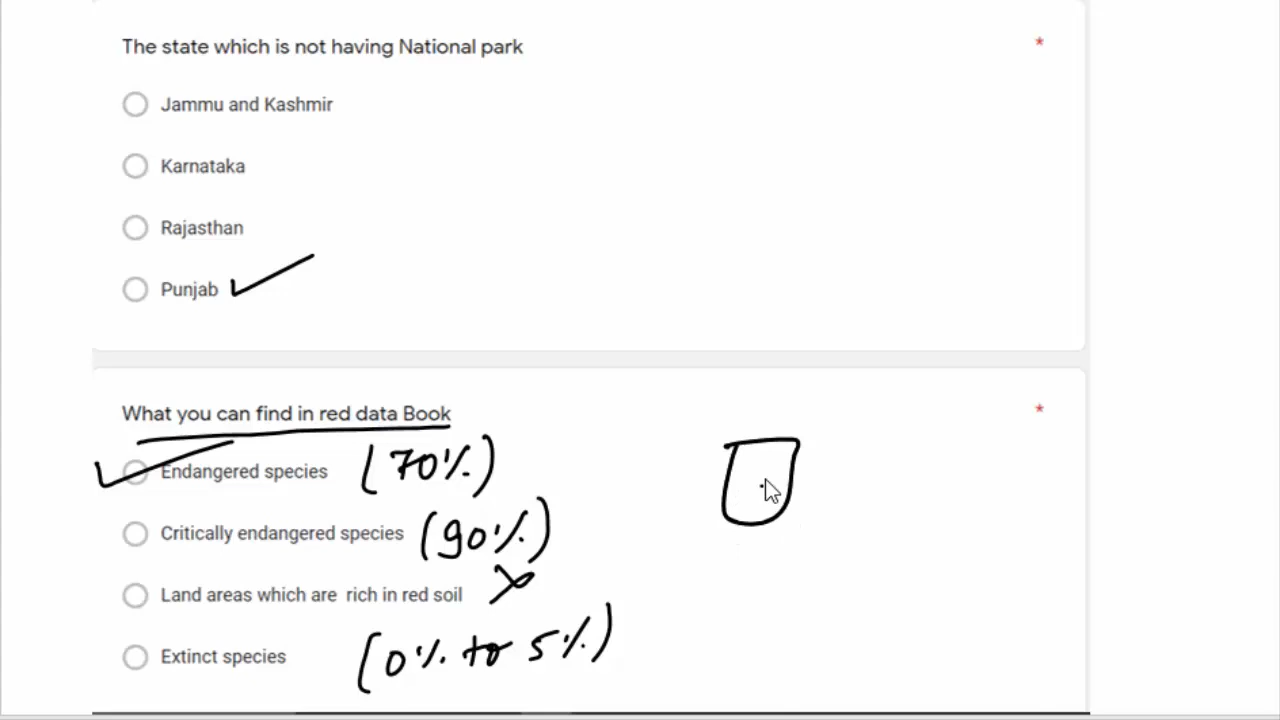 The state which is not having National park *
Jammu and Kashmir
Karnataka
Rajasthan
Punjab
What you can find in red data Book *
Endangered species (70%)
Critically endangered species (90%)
Land areas which are rich in red soil
Extinct species (0% to 5%)